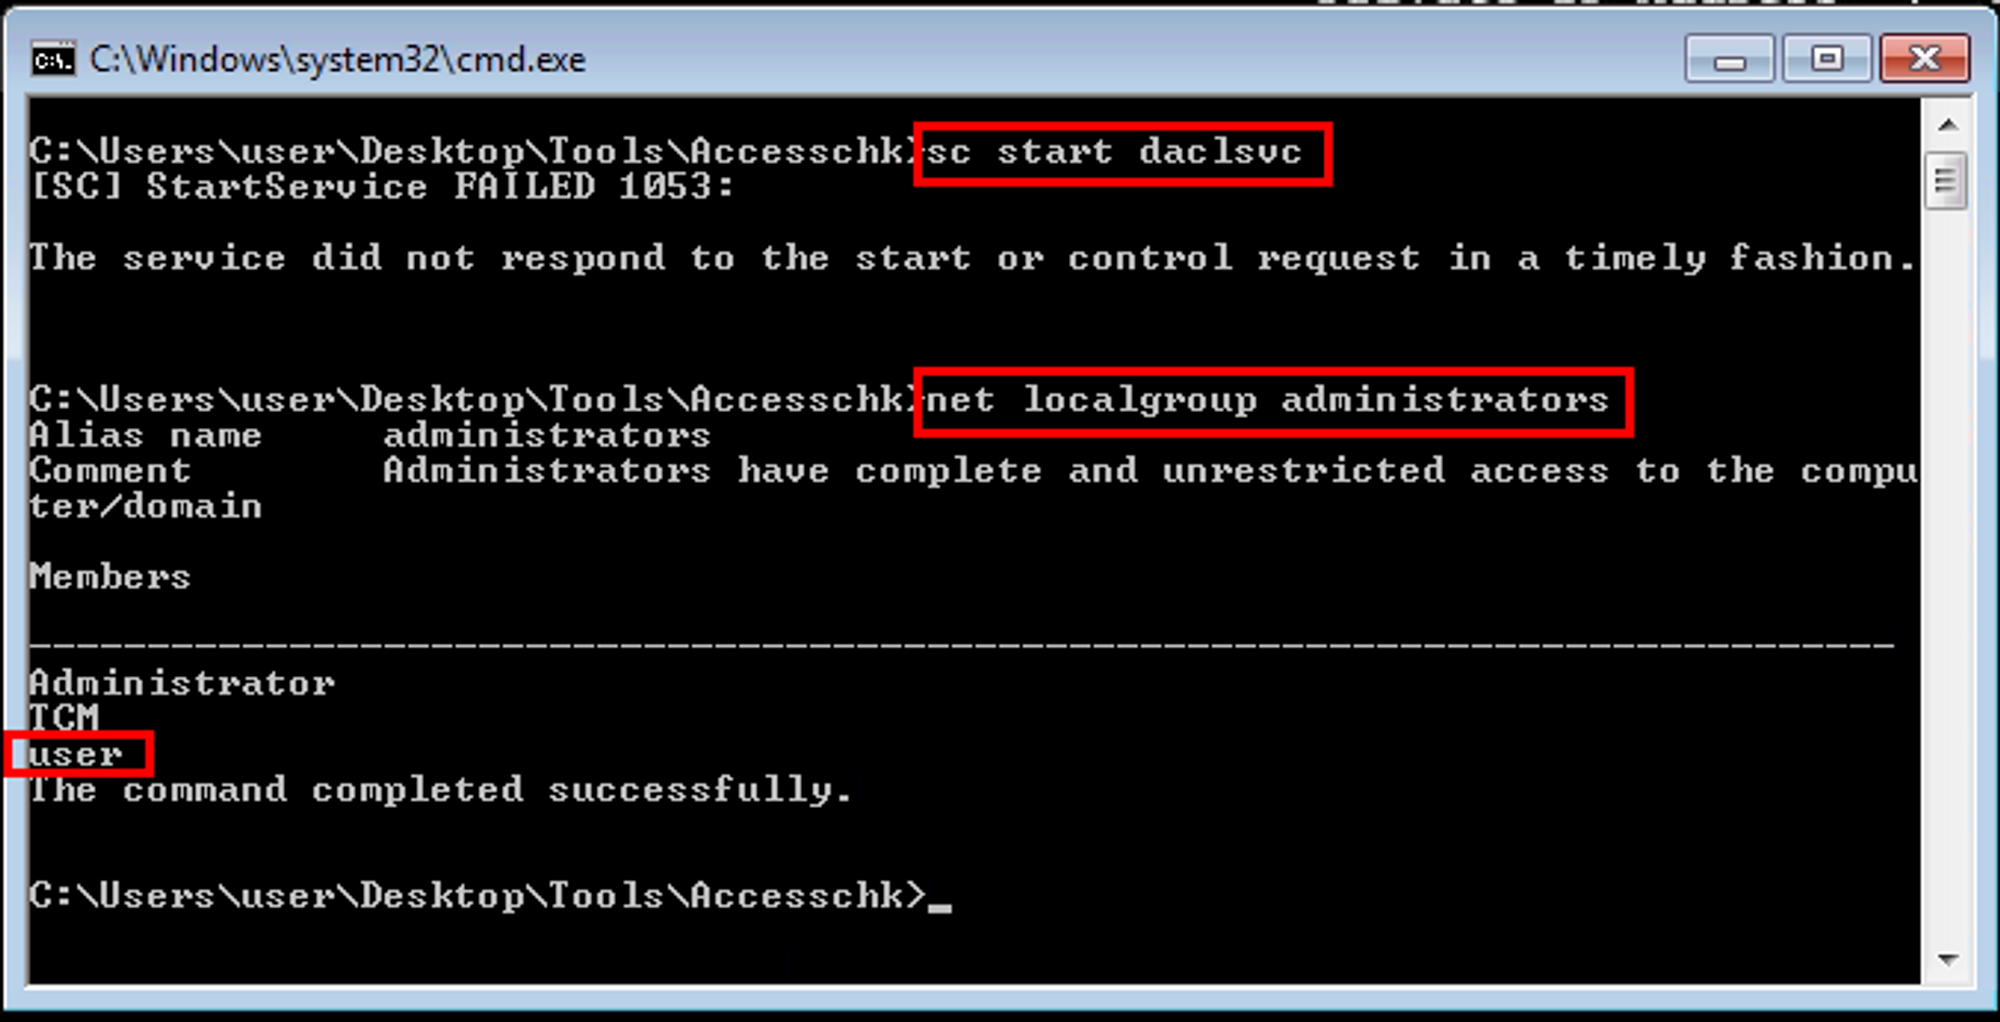 C:\Windows\system32\cmd.exe
C:\Users\user\Desktop\Tools\Accesschk>sc start daclsvc
[SC] StartService FAILED 1053:
The service did not respond to the start or control request in a timely fashion.
C:\Users\user\Desktop\Tools\Accesschk>net localgroup administrators
Alias name     administrators
Comment        Administrators have complete and unrestricted access to the compu
ter/domain
Members
-------------------------------------------------------------------------------
Administrator
TCM
user
The command completed successfully.
C:\Users\user\Desktop\Tools\Accesschk>_